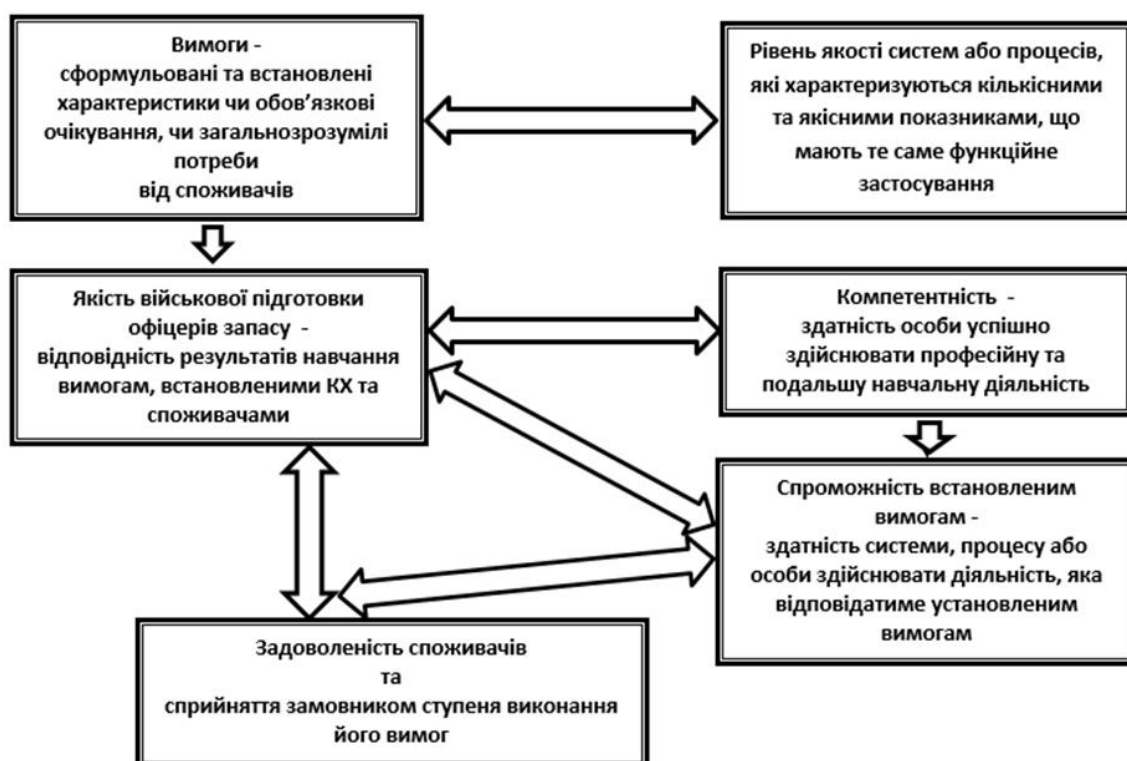 Вимоги -
сформульовані та встановлені
характеристики чи обов’язкові
очікування, чи загальнозрозумілі
потреби
від споживачів
Рівень якості систем або процесів,
які характеризуються кількісними
та якісними показниками, що
мають те саме функційне
застосування
Якість військової підготовки
офіцерів запасу -
відповідність результатів навчання
вимогам, встановленими КХ та
споживачами
Компетентність -
здатність особи успішно
здійснювати професійну та
подальшу навчальну діяльність
Спроможність встановленим
вимогам -
здатність системи, процесу або
особи здійснювати діяльність, яка
відповідатиме установленим
вимогам
Задоволеність споживачів
та
сприйняття замовником ступеня виконання
його вимог